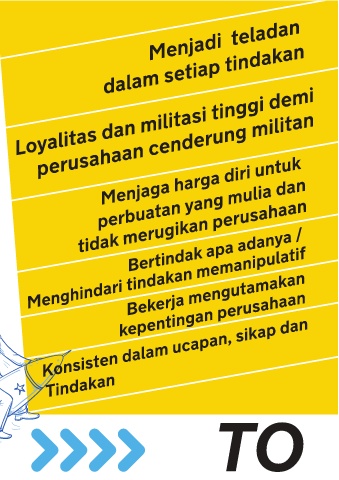 Menjadi teladan
dalam setiap tindakan
Loyalitas dan militasi tinggi demi
perusahaan cenderung militan
Menjaga harga diri untuk
perbuatan yang mulia dan
tidak merugikan perusahaan
Bertindak apa adanya /
Menghindari tindakan memanipulatif
Bekerja mengutamakan
kepentingan perusahaan
Konsisten dalam ucapan, sikap dan
Tindakan
TO